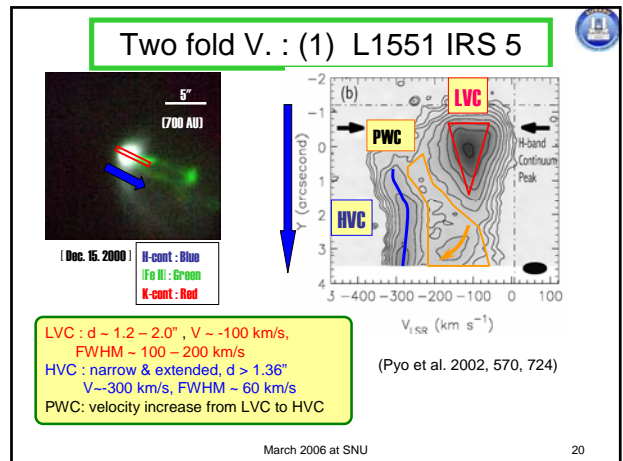 Two fold V. : (1) L1551 IRS 5
5"
(700 AU)
[ Dec. 15. 2000 ]
H-cont : Blue
[Fe II] : Green
K-cont : Red
(b)
LVC
PWC
HVC
H-band
Continuum
Peak
Y (arcsecond)
−2
−1
0
1
2
3
4
−400 −300 −200 −100 0 100
V LSR (km s⁻¹)
LVC : d ~ 1.2 – 2.0" , V ~ -100 km/s,
FWHM ~ 100 – 200 km/s
HVC : narrow & extended, d > 1.36"
V~-300 km/s, FWHM ~ 60 km/s
PWC: velocity increase from LVC to HVC
(Pyo et al. 2002, 570, 724)
March 2006 at SNU
20